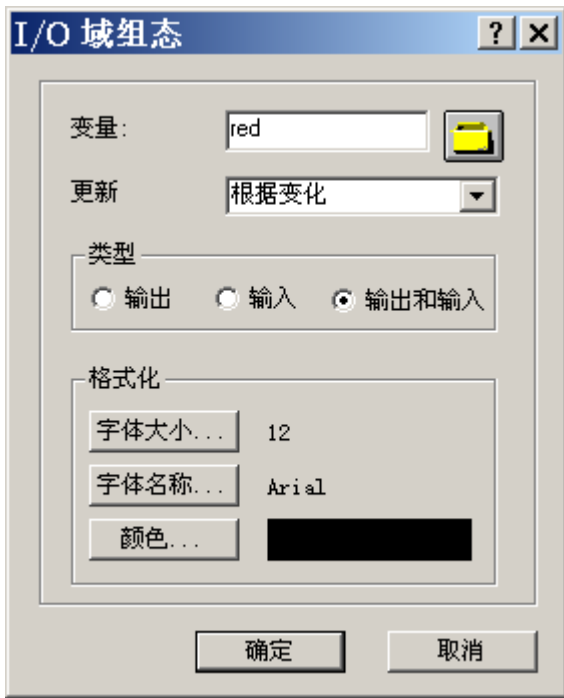 I/O 域组态
变量: red
更新 根据变化
类型
输出 输入 输出和输入
格式化
字体大小... 12
字体名称... Arial
颜色...
确定 取消